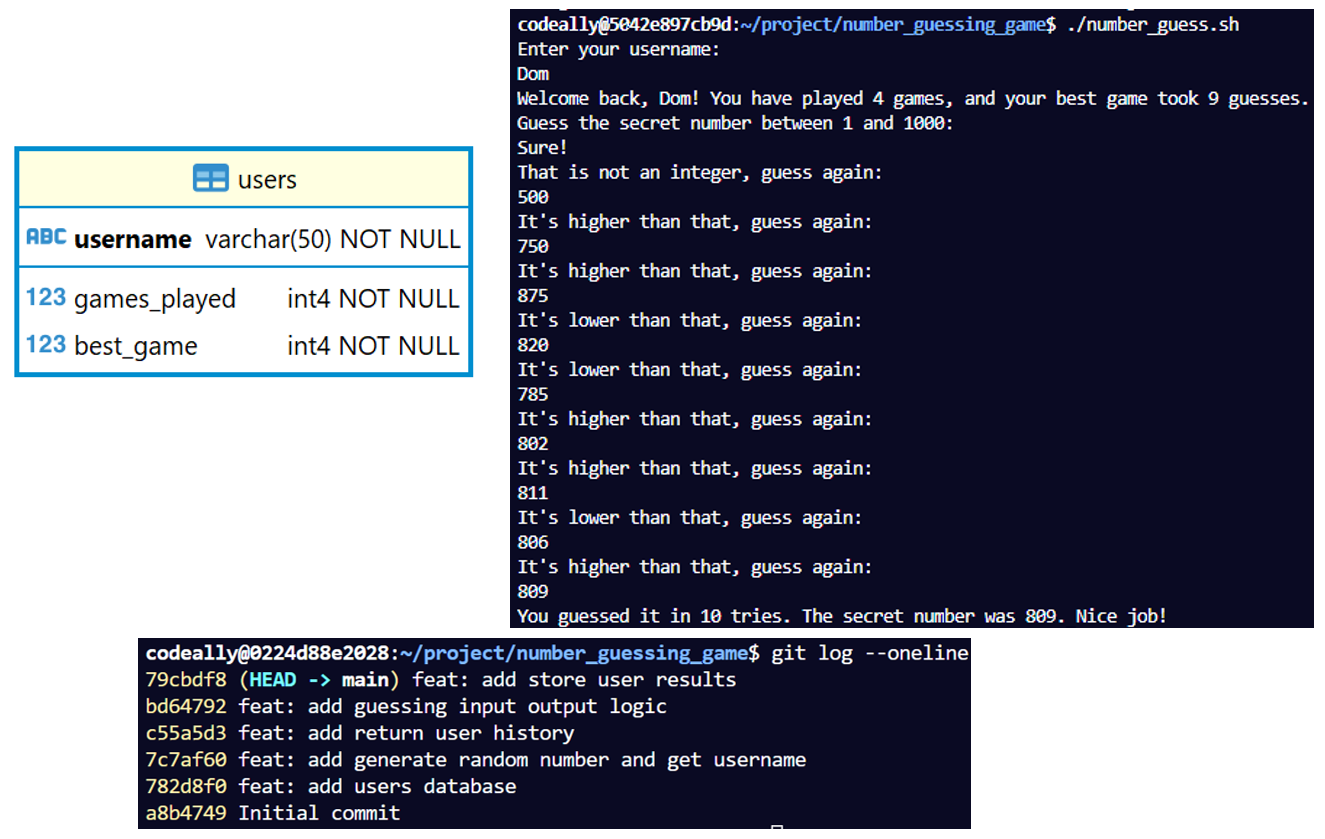 users
ABC username varchar(50) NOT NULL
123 games_played int4 NOT NULL
123 best_game int4 NOT NULL
codeally@5042e897cb9d:~/project/number_guessing_game$ ./number_guess.sh
Enter your username:
Dom
Welcome back, Dom! You have played 4 games, and your best game took 9 guesses.
Guess the secret number between 1 and 1000:
Sure!
That is not an integer, guess again:
500
It's higher than that, guess again:
750
It's higher than that, guess again:
875
It's lower than that, guess again:
820
It's lower than that, guess again:
785
It's higher than that, guess again:
802
It's higher than that, guess again:
811
It's lower than that, guess again:
806
It's higher than that, guess again:
809
You guessed it in 10 tries. The secret number was 809. Nice job!
codeally@0224d88e2028:~/project/number_guessing_game$ git log --oneline
79cbdf8 (HEAD -> main) feat: add store user results
bd64792 feat: add guessing input output logic
c55a5d3 feat: add return user history
7c7af60 feat: add generate random number and get username
782d8f0 feat: add users database
a8b4749 Initial commit